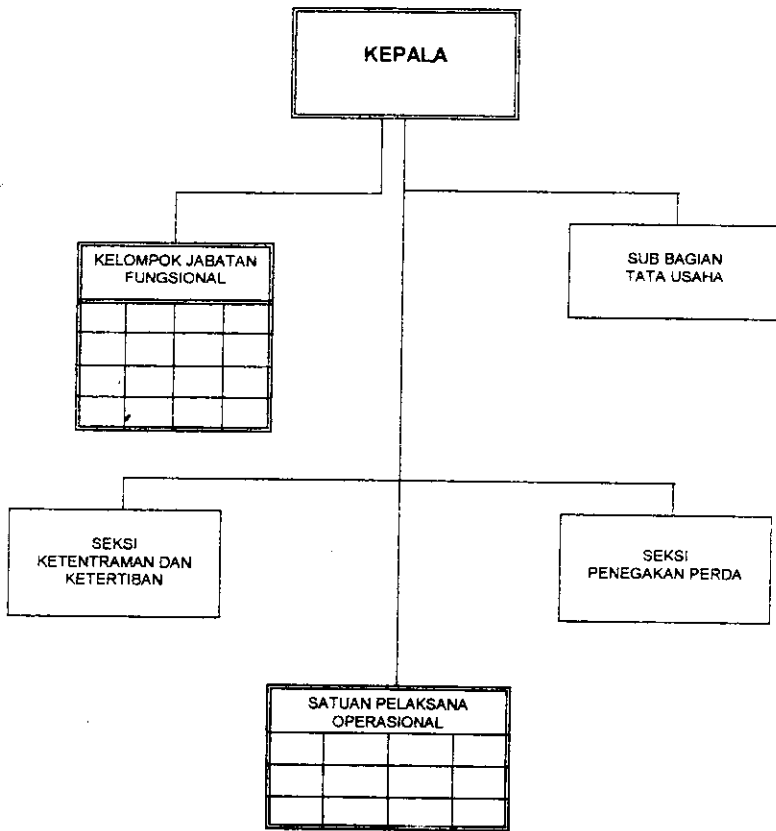 KEPALA
KELOMPOK JABATAN
FUNGSIONAL
SUB BAGIAN
TATA USAHA
SEKSI
KETENTRAMAN DAN
KETERTIBAN
SEKSI
PENEGAKAN PERDA
SATUAN PELAKSANA
OPERASIONAL